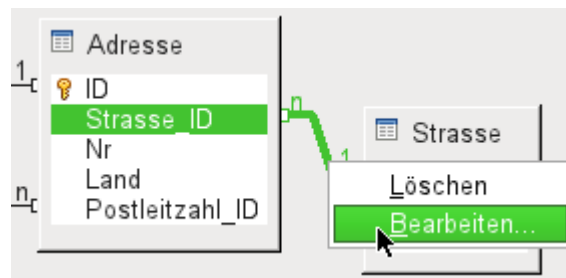 Adresse
1
ID
Strasse_ID
n
Nr
Land
n
Postleitzahl_ID
1
Strasse
Löschen
Bearbeiten...